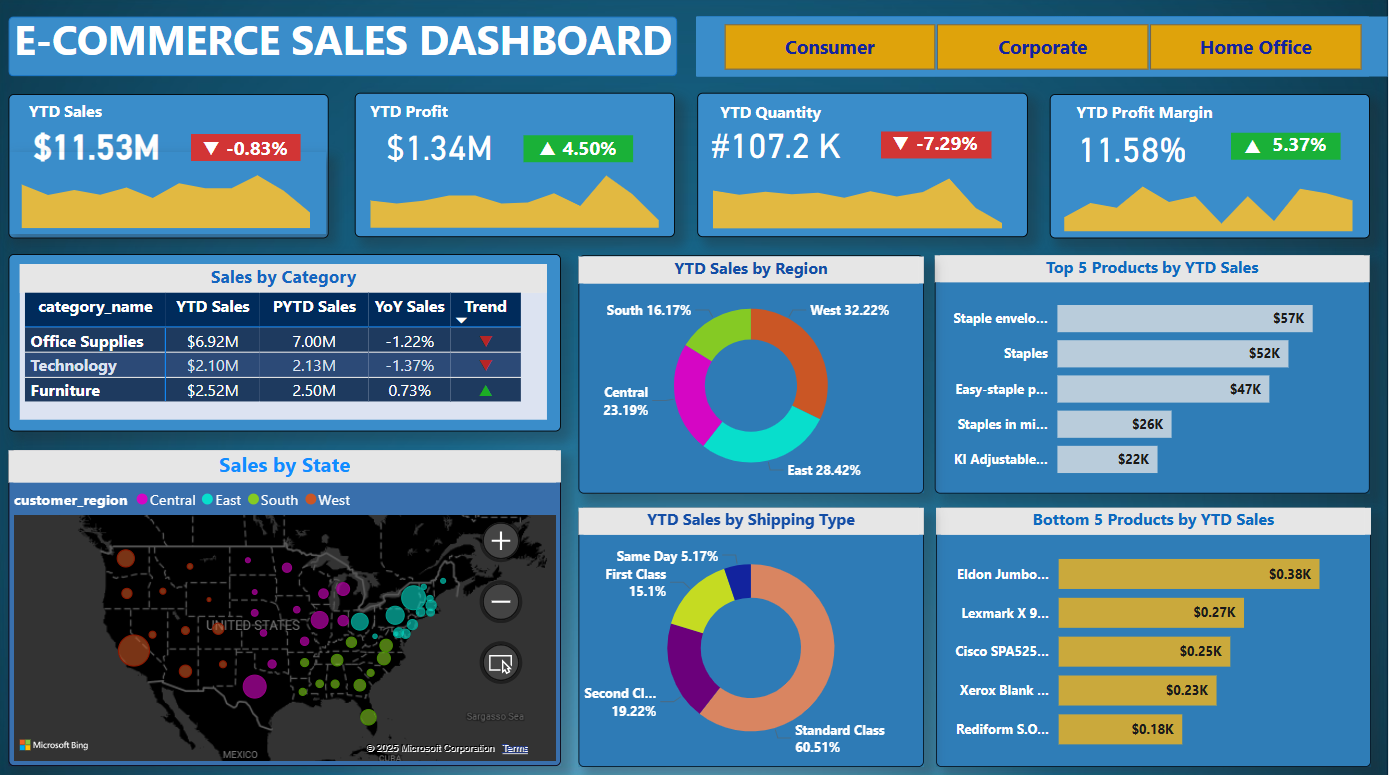 E-COMMERCE SALES DASHBOARD
Consumer
Corporate
Home Office
YTD Sales
$11.53M
▼ -0.83%
YTD Profit
$1.34M
▲ 4.50%
YTD Quantity
#107.2 K
▼ -7.29%
YTD Profit Margin
11.58%
▲ 5.37%
Sales by Category
category_name YTD Sales PYTD Sales YoY Sales Trend
Office Supplies $6.92M 7.00M -1.22% ▼
Technology $2.10M 2.13M -1.37% ▼
Furniture $2.52M 2.50M 0.73% ▲
YTD Sales by Region
South 16.17%
West 32.22%
Central
23.19%
East 28.42%
Top 5 Products by YTD Sales
Staple envelo... $57K
Staples $52K
Easy-staple p... $47K
Staples in mi... $26K
KI Adjustable... $22K
Sales by State
customer_region Central East South West
UNITED STATES
Sargasso Sea
MEXICO
CUBA
Microsoft Bing
© 2025 Microsoft Corporation Terms
YTD Sales by Shipping Type
Same Day 5.17%
First Class
15.1%
Second Cl...
19.22%
Standard Class
60.51%
Bottom 5 Products by YTD Sales
Eldon Jumbo... $0.38K
Lexmark X 9... $0.27K
Cisco SPA525... $0.25K
Xerox Blank ... $0.23K
Rediform S.O... $0.18K